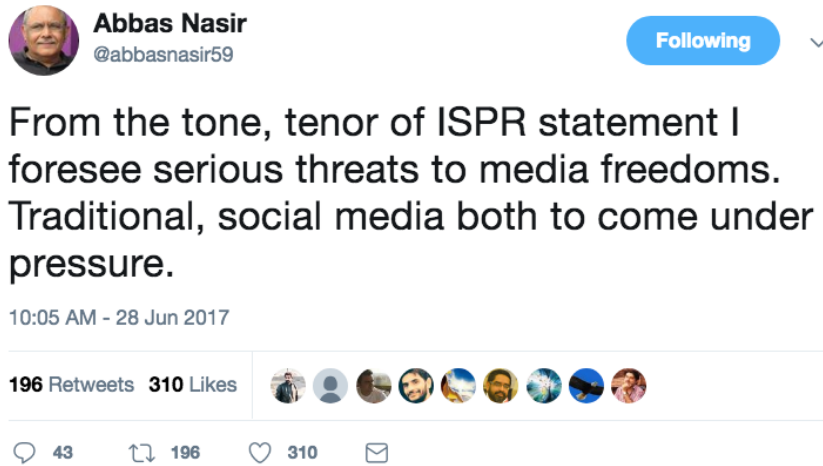 Abbas Nasir
@abbasnasir59
Following
From the tone, tenor of ISPR statement I
foresee serious threats to media freedoms.
Traditional, social media both to come under
pressure.
10:05 AM - 28 Jun 2017
196 Retweets 310 Likes
43 196 310